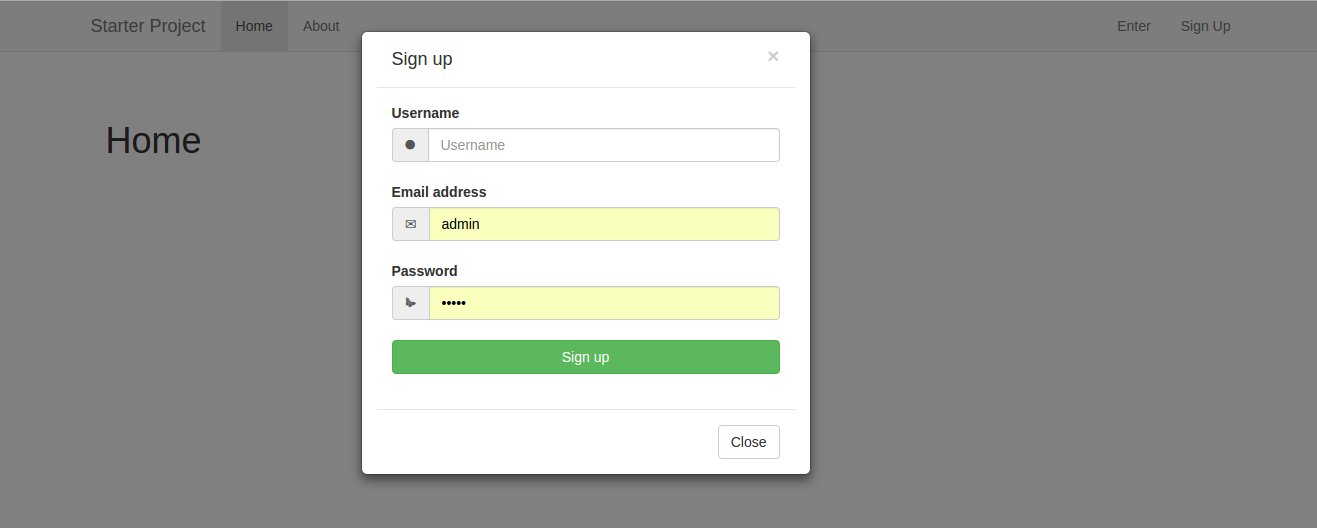 Starter Project Home About Enter Sign Up
Sign up ×
Home
Username
Username
Email address
admin
Password
•••••
Sign up
Close